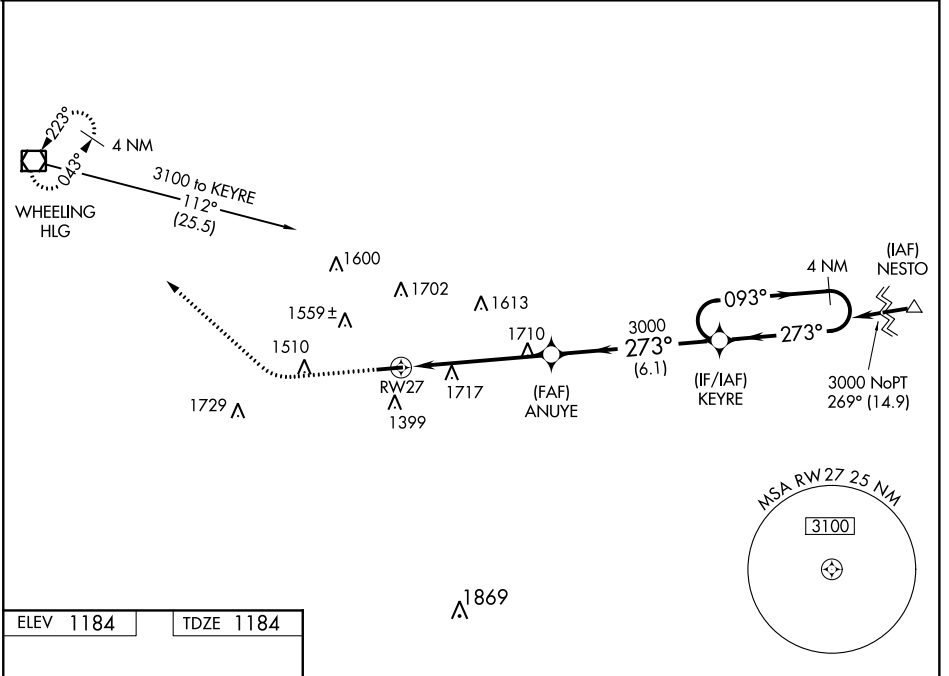 223°
4 NM
043°
WHEELING
HLG
3100 to KEYRE
112°
(25.5)
1600
1702
1613
1559±
1510
1710
RW27
1717
1729
1399
(FAF)
ANUYE
3000
273°
(6.1)
(IF/IAF)
KEYRE
093°
4 NM
273°
(IAF)
NESTO
3000 NoPT
269° (14.9)
MSA RW27 25 NM
3100
1869
ELEV 1184
TDZE 1184